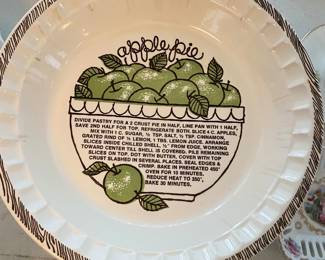 apple pie
DIVIDE PASTRY FOR A 2 CRUST PIE IN HALF, LINE PAN WITH 1 HALF,
SAVE 2ND HALF FOR TOP, REFRIGERATE BOTH. SLICE 4 C. APPLES,
MIX WITH 1 C. SUGAR, ¼ TSP. SALT, ½ TSP. CINNAMON,
GRATED RIND OF ½ LEMON, 1 TBS. LEMON JUICE. ARRANGE
SLICES INSIDE CHILLED SHELL, ½" FROM EDGE, WORKING
TOWARD CENTER TILL SHELL IS COVERED. PILE REMAINING
SLICES ON TOP. DOT WITH BUTTER, COVER WITH TOP
CRUST SLASHED IN SEVERAL PLACES. SEAL EDGES &
CRIMP. BAKE IN PREHEATED 450°
OVEN FOR 10 MINUTES.
REDUCE HEAT TO 350°,
BAKE 30 MINUTES.